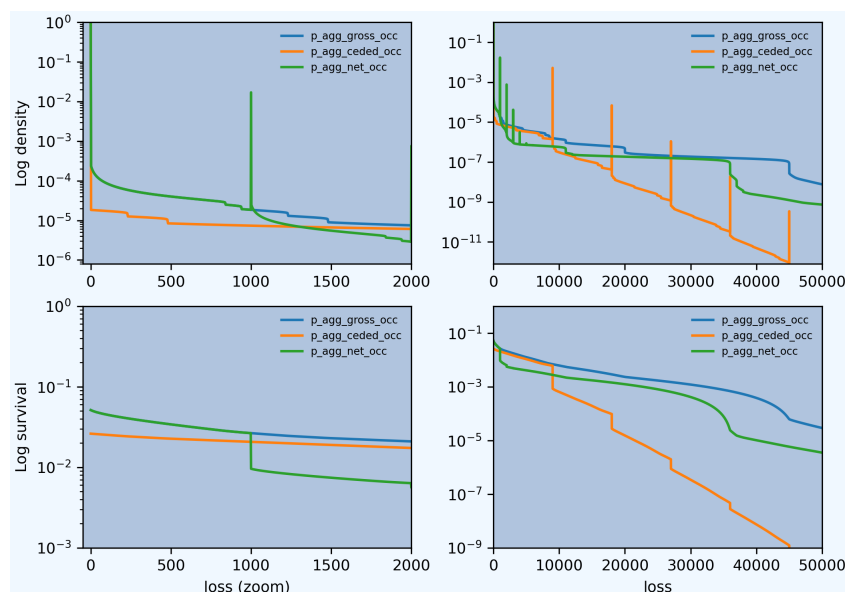 10⁰
10⁻¹
10⁻²
10⁻³
10⁻⁴
10⁻⁵
10⁻⁶
Log density
p_agg_gross_occ
p_agg_ceded_occ
p_agg_net_occ
0 500 1000 1500 2000
10⁻¹
10⁻³
10⁻⁵
10⁻⁷
10⁻⁹
10⁻¹¹
p_agg_gross_occ
p_agg_ceded_occ
p_agg_net_occ
0 10000 20000 30000 40000 50000
10⁰
10⁻¹
10⁻²
10⁻³
Log survival
p_agg_gross_occ
p_agg_ceded_occ
p_agg_net_occ
0 500 1000 1500 2000
loss (zoom)
10⁻¹
10⁻³
10⁻⁵
10⁻⁷
10⁻⁹
p_agg_gross_occ
p_agg_ceded_occ
p_agg_net_occ
0 10000 20000 30000 40000 50000
loss